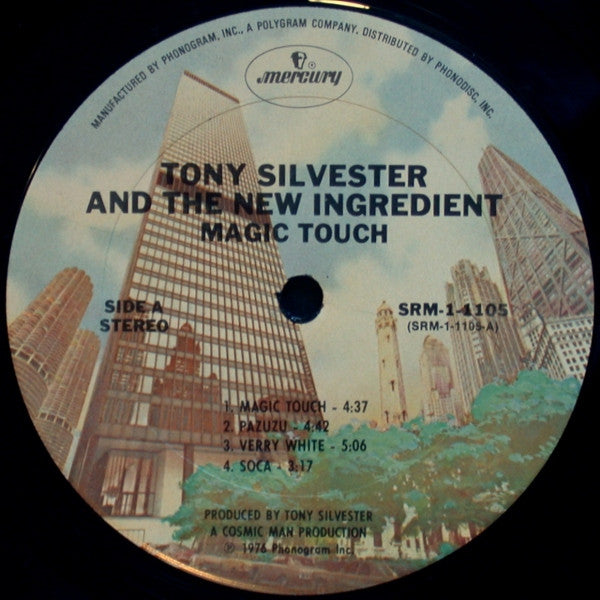 MANUFACTURED BY PHONOGRAM, INC., A POLYGRAM COMPANY. DISTRIBUTED BY PHONODISC, INC.
mercury
TONY SILVESTER
AND THE NEW INGREDIENT
MAGIC TOUCH
SIDE A
STEREO
SRM-1-1105
(SRM-1-1105-A)
1. MAGIC TOUCH - 4:37
2. PAZUZU - 4:42
3. VERRY WHITE - 5:06
4. SOCA - 3:17
PRODUCED BY TONY SILVESTER
A COSMIC MAN PRODUCTION
℗ 1976 Phonogram Inc.